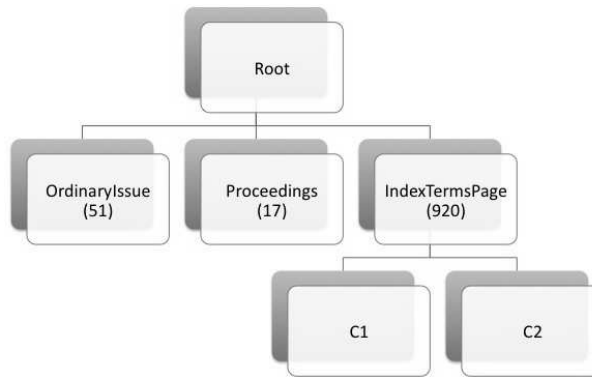 Root
OrdinaryIssue
(51)
Proceedings
(17)
IndexTermsPage
(920)
C1
C2